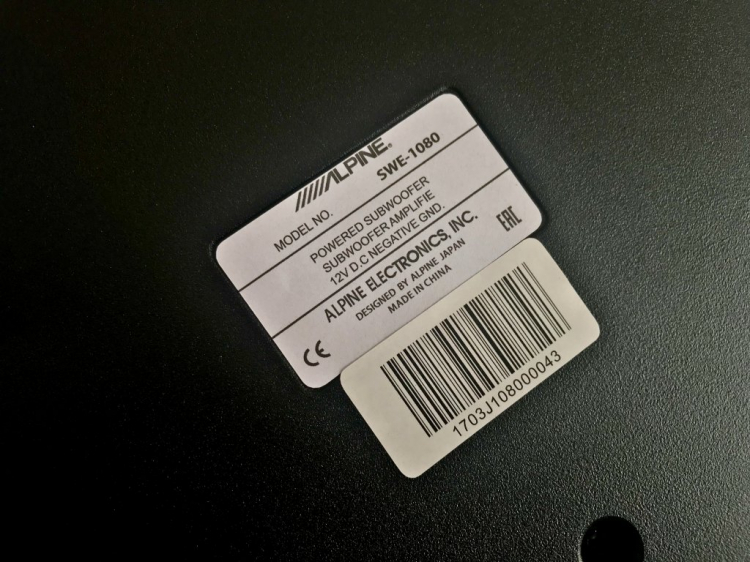 ALPINE®
MODEL NO. SWE-1080
POWERED SUBWOOFER
SUBWOOFER AMPLIFIE
12V D.C NEGATIVE GND.
ALPINE ELECTRONICS, INC.
DESIGNED BY ALPINE JAPAN
MADE IN CHINA
CE
EAC
1703J108000043